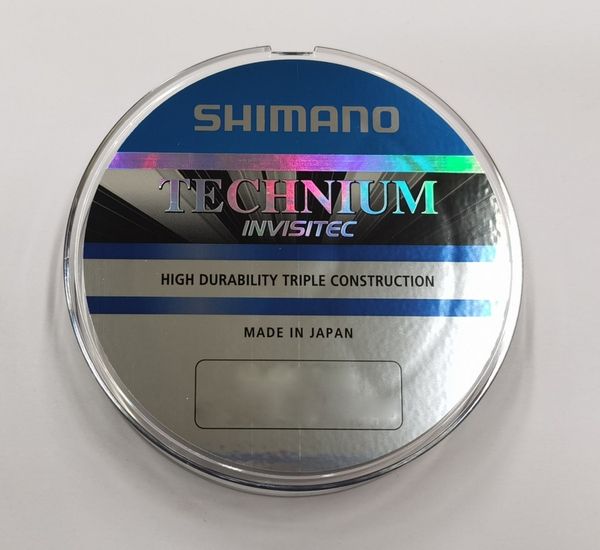 SHIMANO
TECHNIUM
INVISITEC
HIGH DURABILITY TRIPLE CONSTRUCTION
MADE IN JAPAN